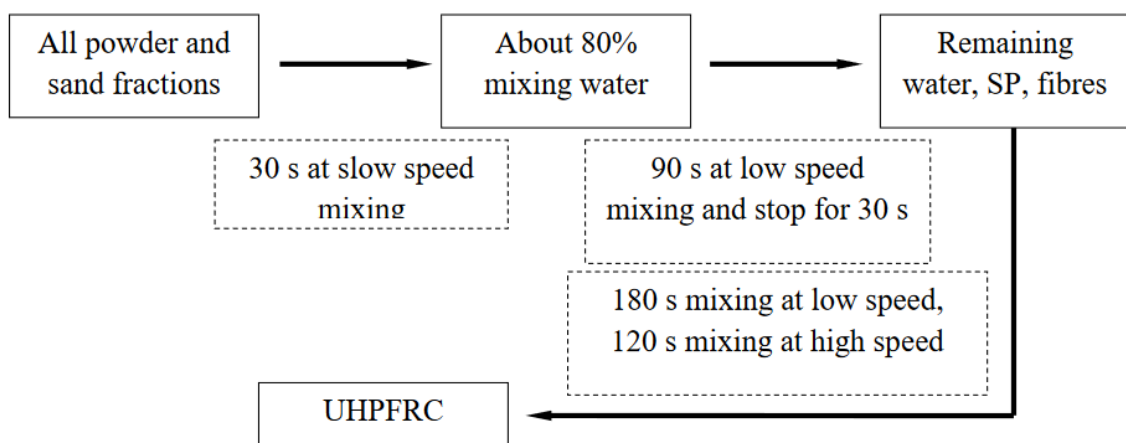 All powder and
sand fractions
About 80%
mixing water
Remaining
water, SP, fibres
30 s at slow speed
mixing
90 s at low speed
mixing and stop for 30 s
180 s mixing at low speed,
120 s mixing at high speed
UHPFRC